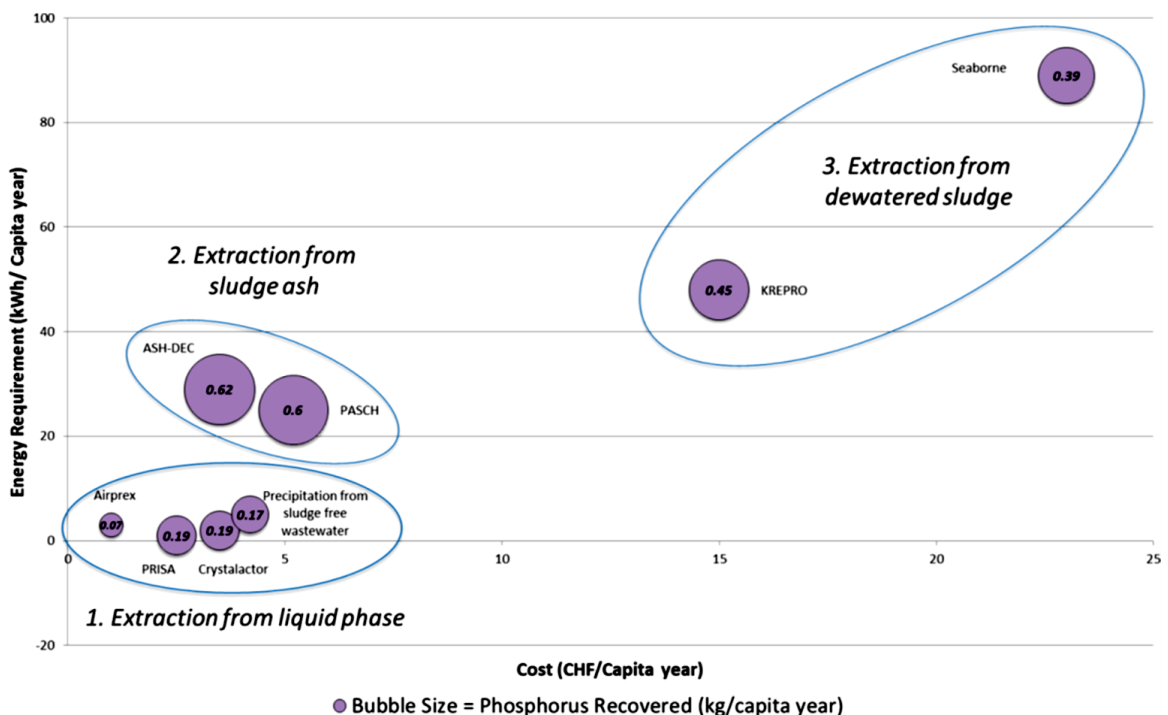 100
80
60
40
20
0
-20
Energy Requirement (kWh/ Capita year)
Seaborne
0.39
3. Extraction from
dewatered sludge
0.45
KREPRO
2. Extraction from
sludge ash
ASH-DEC
0.62
0.6
PASCH
Airprex
0.07
0.19
PRISA
0.19
Crystalactor
0.17
Precipitation from
sludge free
wastewater
0
5
10
15
20
25
1. Extraction from liquid phase
Cost (CHF/Capita year)
Bubble Size = Phosphorus Recovered (kg/capita year)